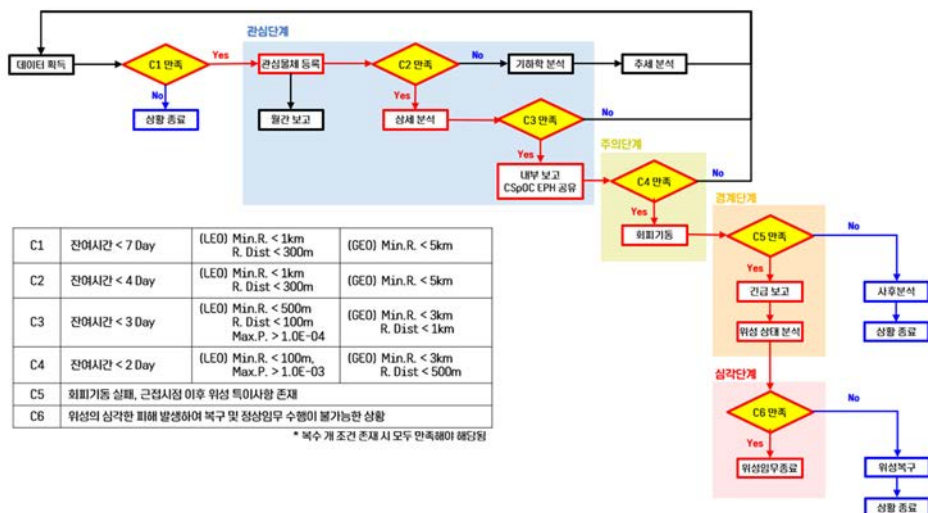 관심단계
데이터 획득
C1 만족
Yes
No
상황 종료
관심물체 등록
월간 보고
C2 만족
No
Yes
기하학 분석
추세 분석
상세 분석
C3 만족
No
Yes
내부 보고
CSpOC EPH 공유
주의단계
C4 만족
No
Yes
회피기동
경계단계
C5 만족
No
Yes
긴급 보고
위성 상태 분석
사후분석
상황 종료
심각단계
C6 만족
No
Yes
위성임무종료
위성복구
상황 종료
C1 잔여시간 < 7 Day (LEO) Min.R. < 1km (GEO) Min.R. < 5km
R. Dist < 300m
C2 잔여시간 < 4 Day (LEO) Min.R. < 1km (GEO) Min.R. < 5km
R. Dist < 300m
C3 잔여시간 < 3 Day (LEO) Min.R. < 500m (GEO) Min.R. < 3km
R. Dist < 100m R. Dist < 1km
Max.P. > 1.0E-04
C4 잔여시간 < 2 Day (LEO) Min.R. < 100m, (GEO) Min.R. < 3km
Max.P. > 1.0E-03 R. Dist < 500m
C5 회피기동 실패, 근접시점 이후 위성 특이사항 존재
C6 위성의 심각한 피해 발생하여 복구 및 정상임무 수행이 불가능한 상황
* 복수 개 조건 존재 시 모두 만족해야 해당됨